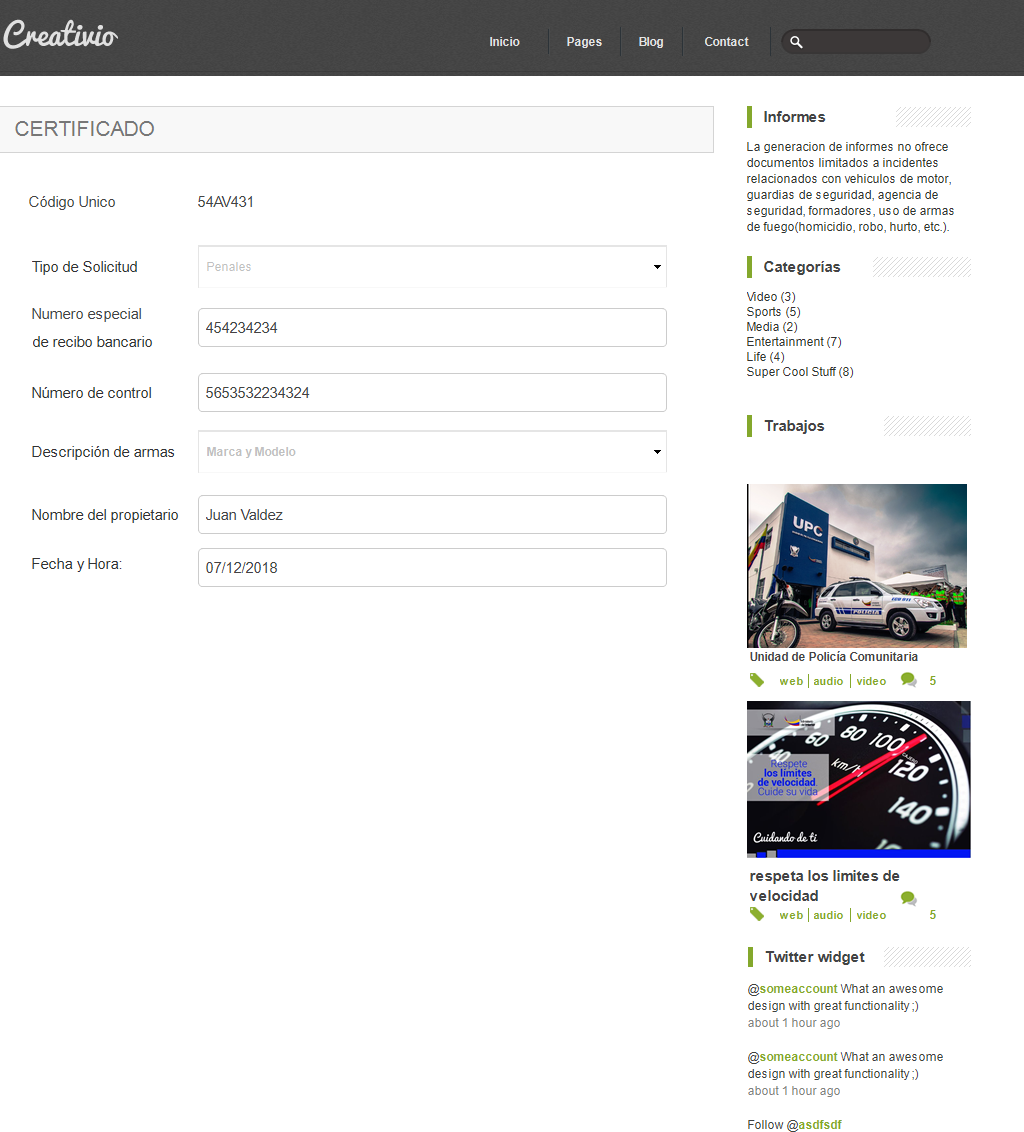 Creativio
Inicio
Pages
Blog
Contact
CERTIFICADO
Código Unico
54AV431
Tipo de Solicitud
Penales
Numero especial
de recibo bancario
454234234
Número de control
5653532234324
Descripción de armas
Marca y Modelo
Nombre del propietario
Juan Valdez
Fecha y Hora:
07/12/2018
Informes
La generacion de informes no ofrece
documentos limitados a incidentes
relacionados con vehiculos de motor,
guardias de seguridad, agencia de
seguridad, formadores, uso de armas
de fuego(homicidio, robo, hurto, etc.).
Categorías
Video (3)
Sports (5)
Media (2)
Entertainment (7)
Life (4)
Super Cool Stuff (8)
Trabajos
UPC
POLICIA
Unidad de Policía Comunitaria
web | audio | video 5
60 80 100 120 140
km/h
Respete
los límites
de velocidad.
Cuide su vida
Cuidando de ti
respeta los limites de
velocidad
web | audio | video 5
Twitter widget
@someaccount What an awesome
design with great functionality ;)
about 1 hour ago
@someaccount What an awesome
design with great functionality ;)
about 1 hour ago
Follow @asdfsdf